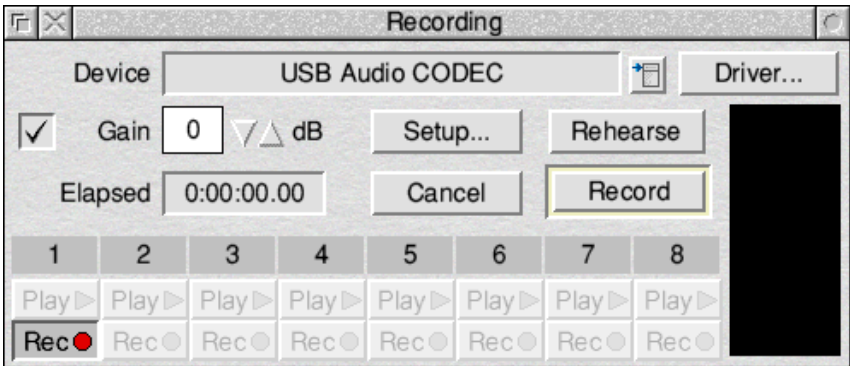 Recording
Device USB Audio CODEC Driver...
Gain 0 dB Setup... Rehearse
Elapsed 0:00:00.00 Cancel Record
1 2 3 4 5 6 7 8
Play Play Play Play Play Play Play Play
Rec Rec Rec Rec Rec Rec Rec Rec